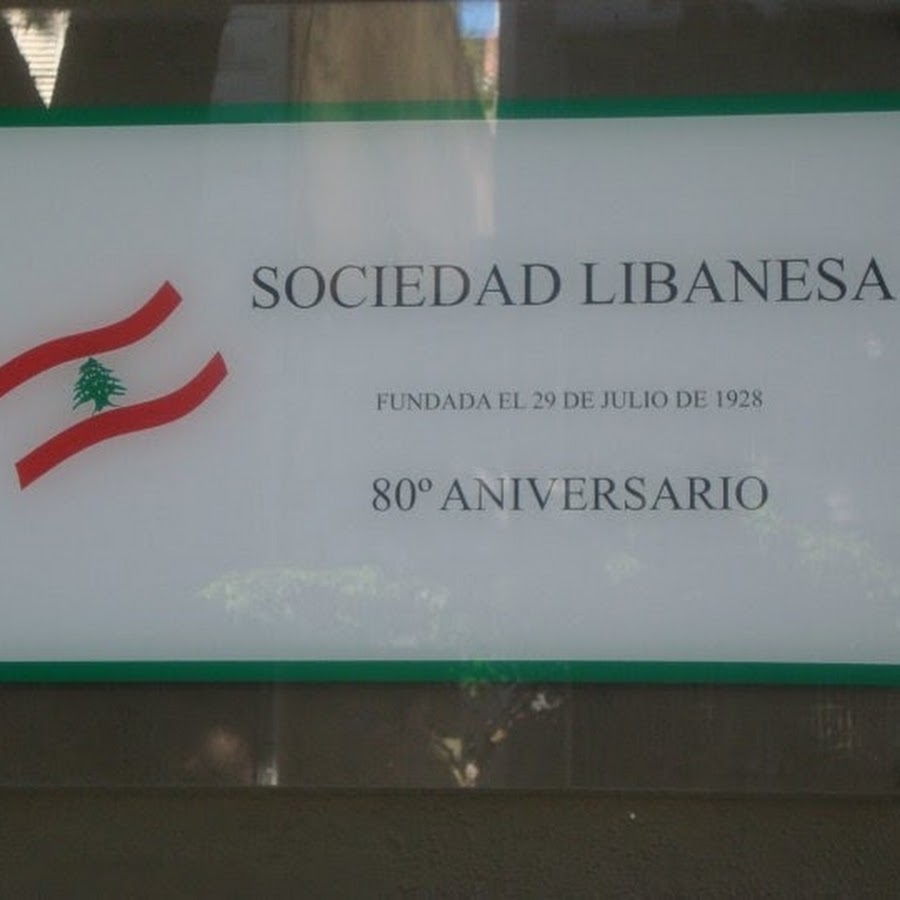 SOCIEDAD LIBANESA
FUNDADA EL 29 DE JULIO DE 1928
80º ANIVERSARIO